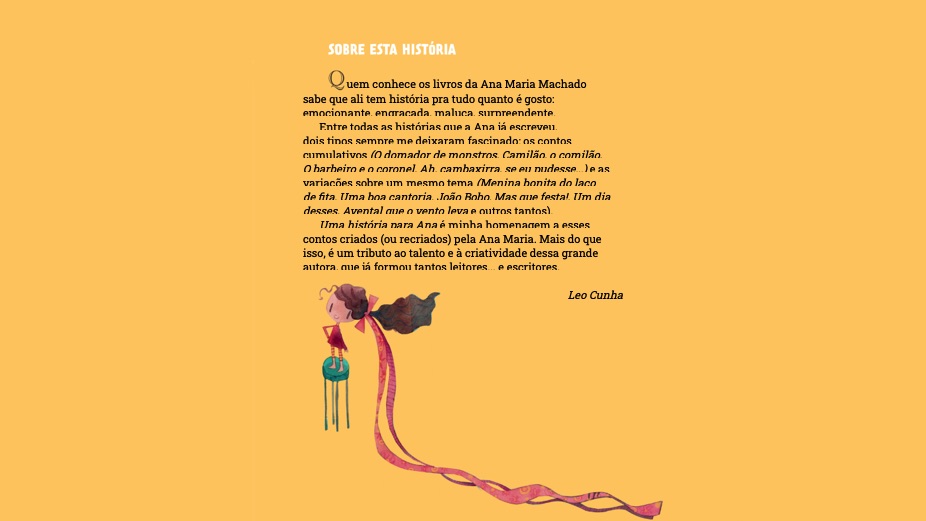 SOBRE ESTA HISTÓRIA
Quem conhece os livros da Ana Maria Machado
sabe que ali tem história pra tudo quanto é gosto:
emocionante, engraçada, maluca, surpreendente.
Entre todas as histórias que a Ana já escreveu,
dois tipos sempre me deixaram fascinado: os contos
cumulativos (O domador de monstros, Camilão, o comilão,
O barbeiro e o coronel, Ah, cambaxirra, se eu pudesse...) e as
variações sobre um mesmo tema (Menina bonita do laço
de fita, Uma boa cantoria, João Bobo, Mas que festa!, Um dia
desses, Avental que o vento leva e outros tantos).
Uma história para Ana é minha homenagem a esses
contos criados (ou recriados) pela Ana Maria. Mais do que
isso, é um tributo ao talento e à criatividade dessa grande
autora, que já formou tantos leitores... e escritores.
Leo Cunha